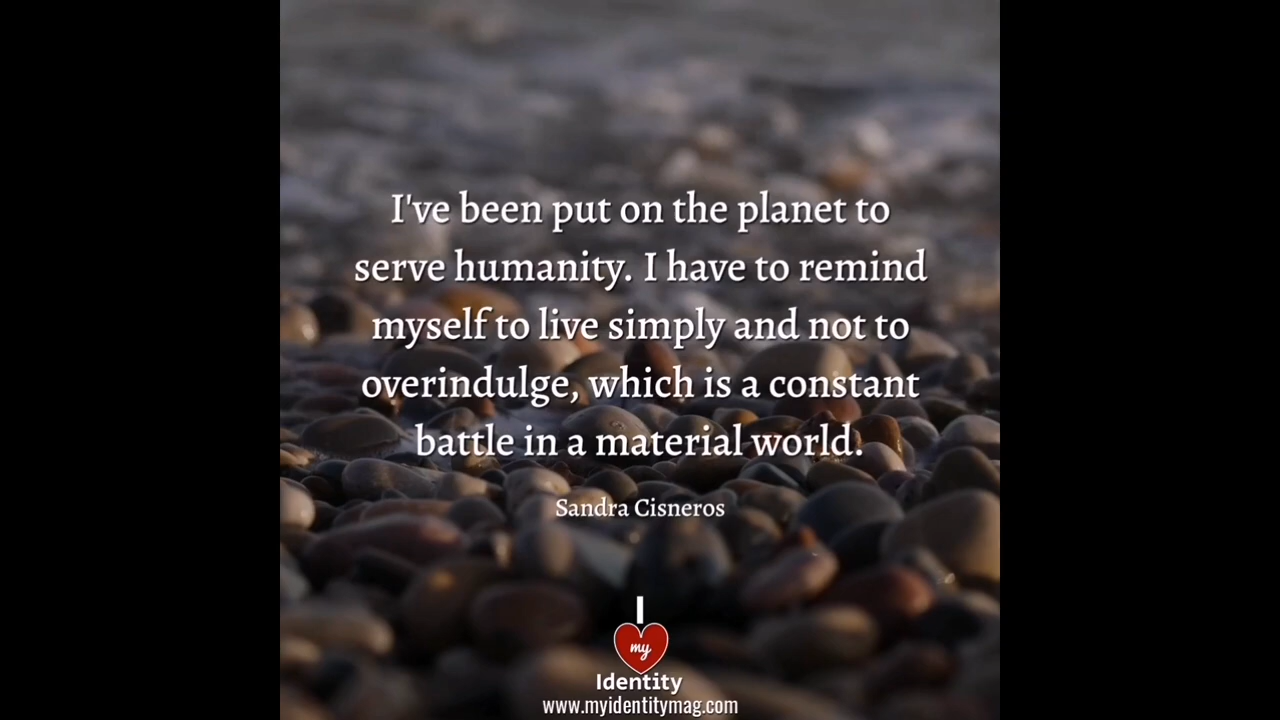 I've been put on the planet to
serve humanity. I have to remind
myself to live simply and not to
overindulge, which is a constant
battle in a material world.
Sandra Cisneros
I
my
Identity
www.myidentitymag.com